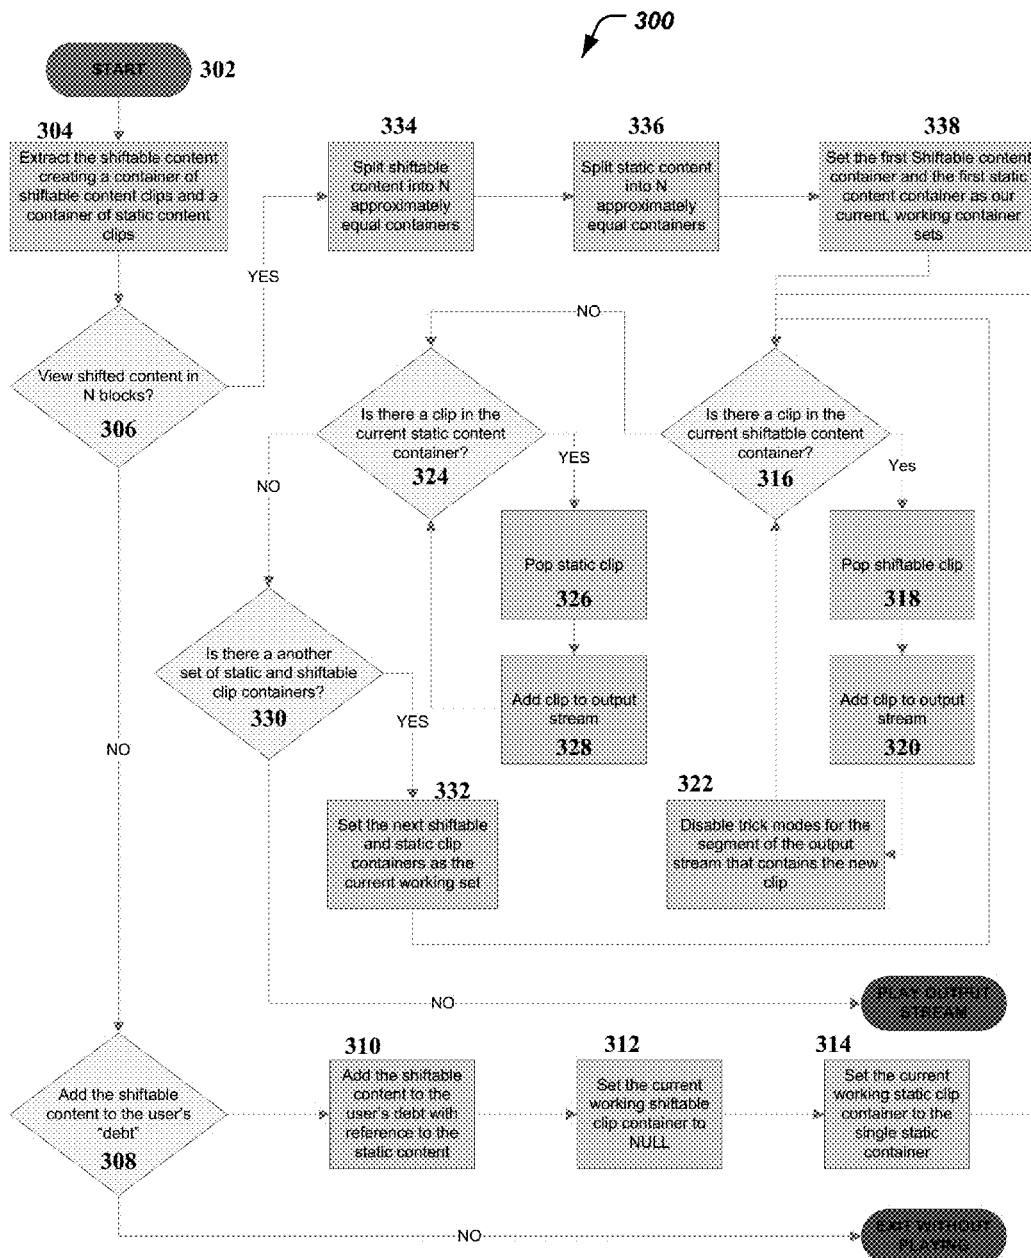 300
START
302
304
Extract the shiftable content
creating a container of
shiftable content clips and a
container of static content
clips
334
Split shiftable
content into N
approximately
equal containers
336
Split static content
into N
approximately
equal containers
338
Set the first Shiftable content
container and the first static
content container as our
current, working container
sets
YES
NO
View shifted content in
N blocks?
306
Is there a clip in the
current static content
container?
324
YES
Is there a clip in the
current shiftable content
container?
316
Yes
NO
Pop static clip
326
Pop shiftable clip
318
Is there a another
set of static and shiftable
clip containers?
330
YES
Add clip to output
stream
328
Add clip to output
stream
320
NO
332
Set the next shiftable
and static clip
containers as the
current working set
322
Disable trick modes for the
segment of the output
stream that contains the new
clip
NO
PLAY OUTPUT
STREAM
Add the shiftable
content to the user's
"debt"
308
310
Add the shiftable
content to the
user's debt with
reference to the
static content
312
Set the current
working shiftable
clip container to
NULL
314
Set the current
working static clip
container to the
single static
container
NO
EXIT WITHOUT
PLAYING